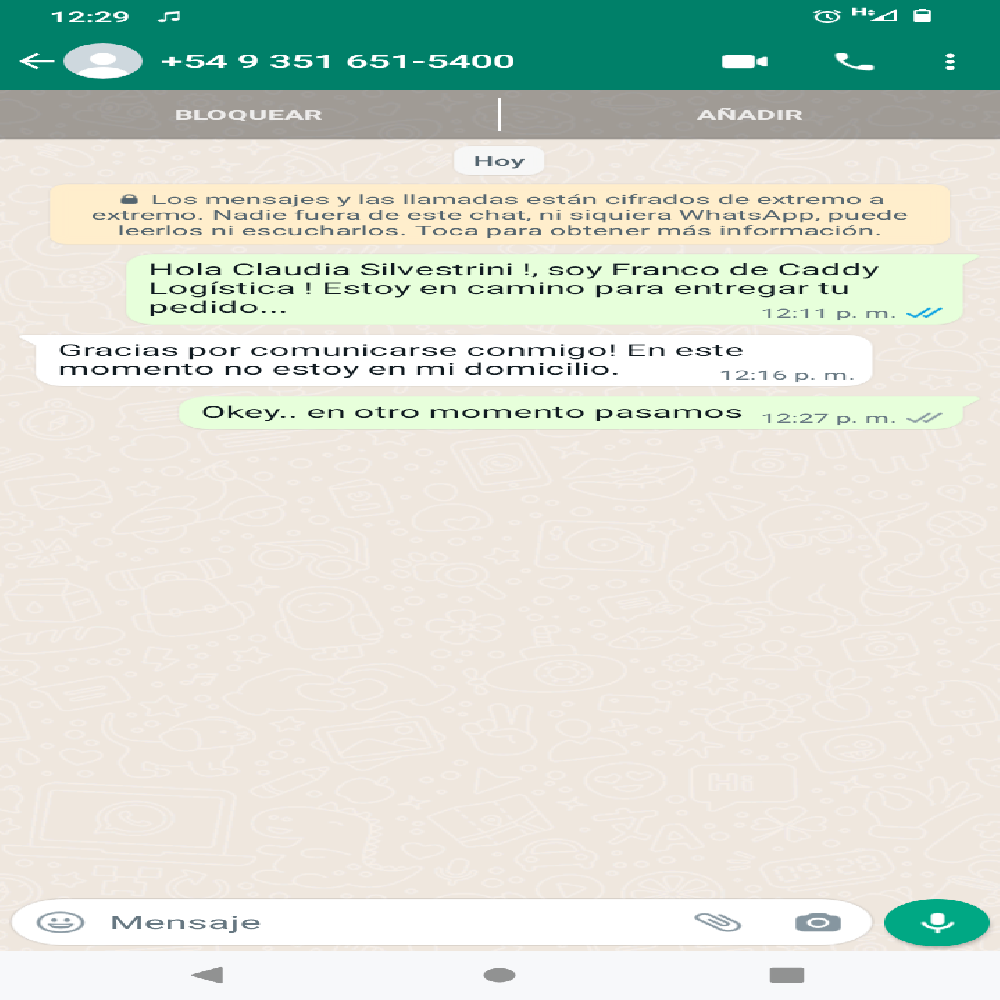 12:29
+54 9 351 651-5400
BLOQUEAR
AÑADIR
Hoy
Los mensajes y las llamadas están cifrados de extremo a
extremo. Nadie fuera de este chat, ni siquiera WhatsApp, puede
leerlos ni escucharlos. Toca para obtener más información.
Hola Claudia Silvestrini !, soy Franco de Caddy
Logística ! Estoy en camino para entregar tu
pedido...
12:11 p. m.
Gracias por comunicarse conmigo! En este
momento no estoy en mi domicilio.
12:16 p. m.
Okey.. en otro momento pasamos
12:27 p. m.
Mensaje